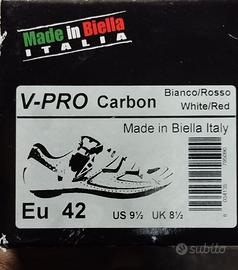 Made in Biella
ITALIA
V-PRO Carbon
Bianco/Rosso
White/Red
Made in Biella Italy
Eu 42
US 9½ UK 8½
subito